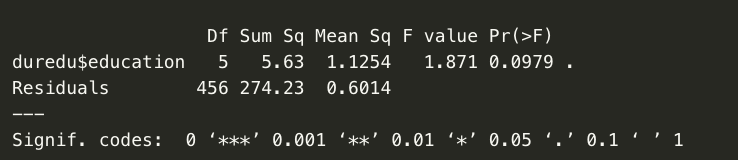 Df Sum Sq Mean Sq F value Pr(>F)
duredu$education 5 5.63 1.1254 1.871 0.0979 .
Residuals 456 274.23 0.6014
---
Signif. codes: 0 ‘***’ 0.001 ‘**’ 0.01 ‘*’ 0.05 ‘.’ 0.1 ‘ ’ 1